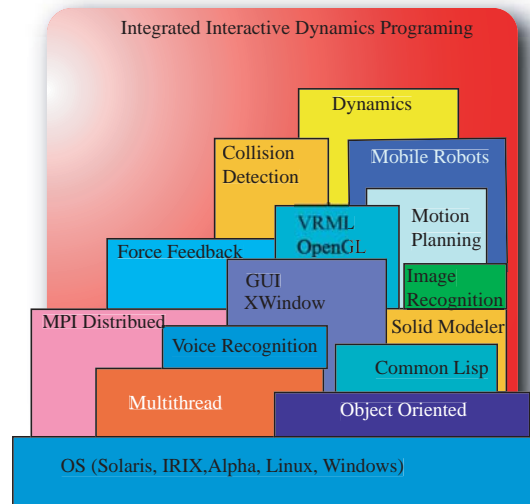 Integrated Interactive Dynamics Programing
Dynamics
Collision
Detection
Mobile Robots
VRML
OpenGL
Motion
Planning
Force Feedback
GUI
XWindow
Image
Recognition
MPI Distribued
Solid Modeler
Voice Recognition
Common Lisp
Multithread
Object Oriented
OS (Solaris, IRIX,Alpha, Linux, Windows)